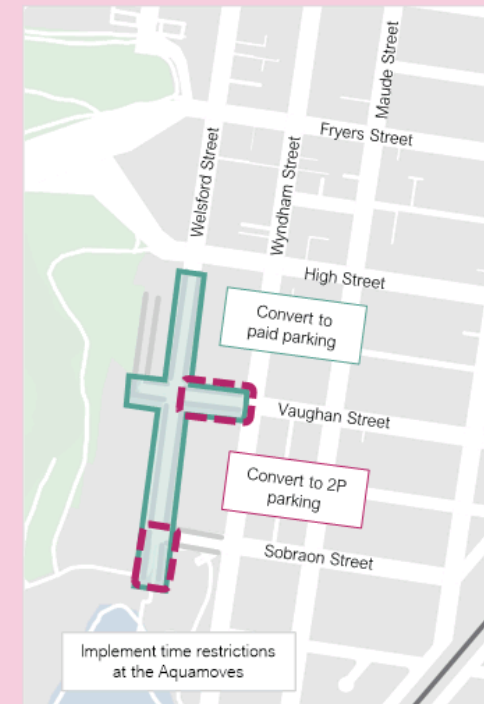 Maude Street
Fryers Street
Welsford Street
Wyndham Street
High Street
Convert to
paid parking
Vaughan Street
Convert to 2P
parking
Sobraon Street
Implement time restrictions
at the Aquamoves